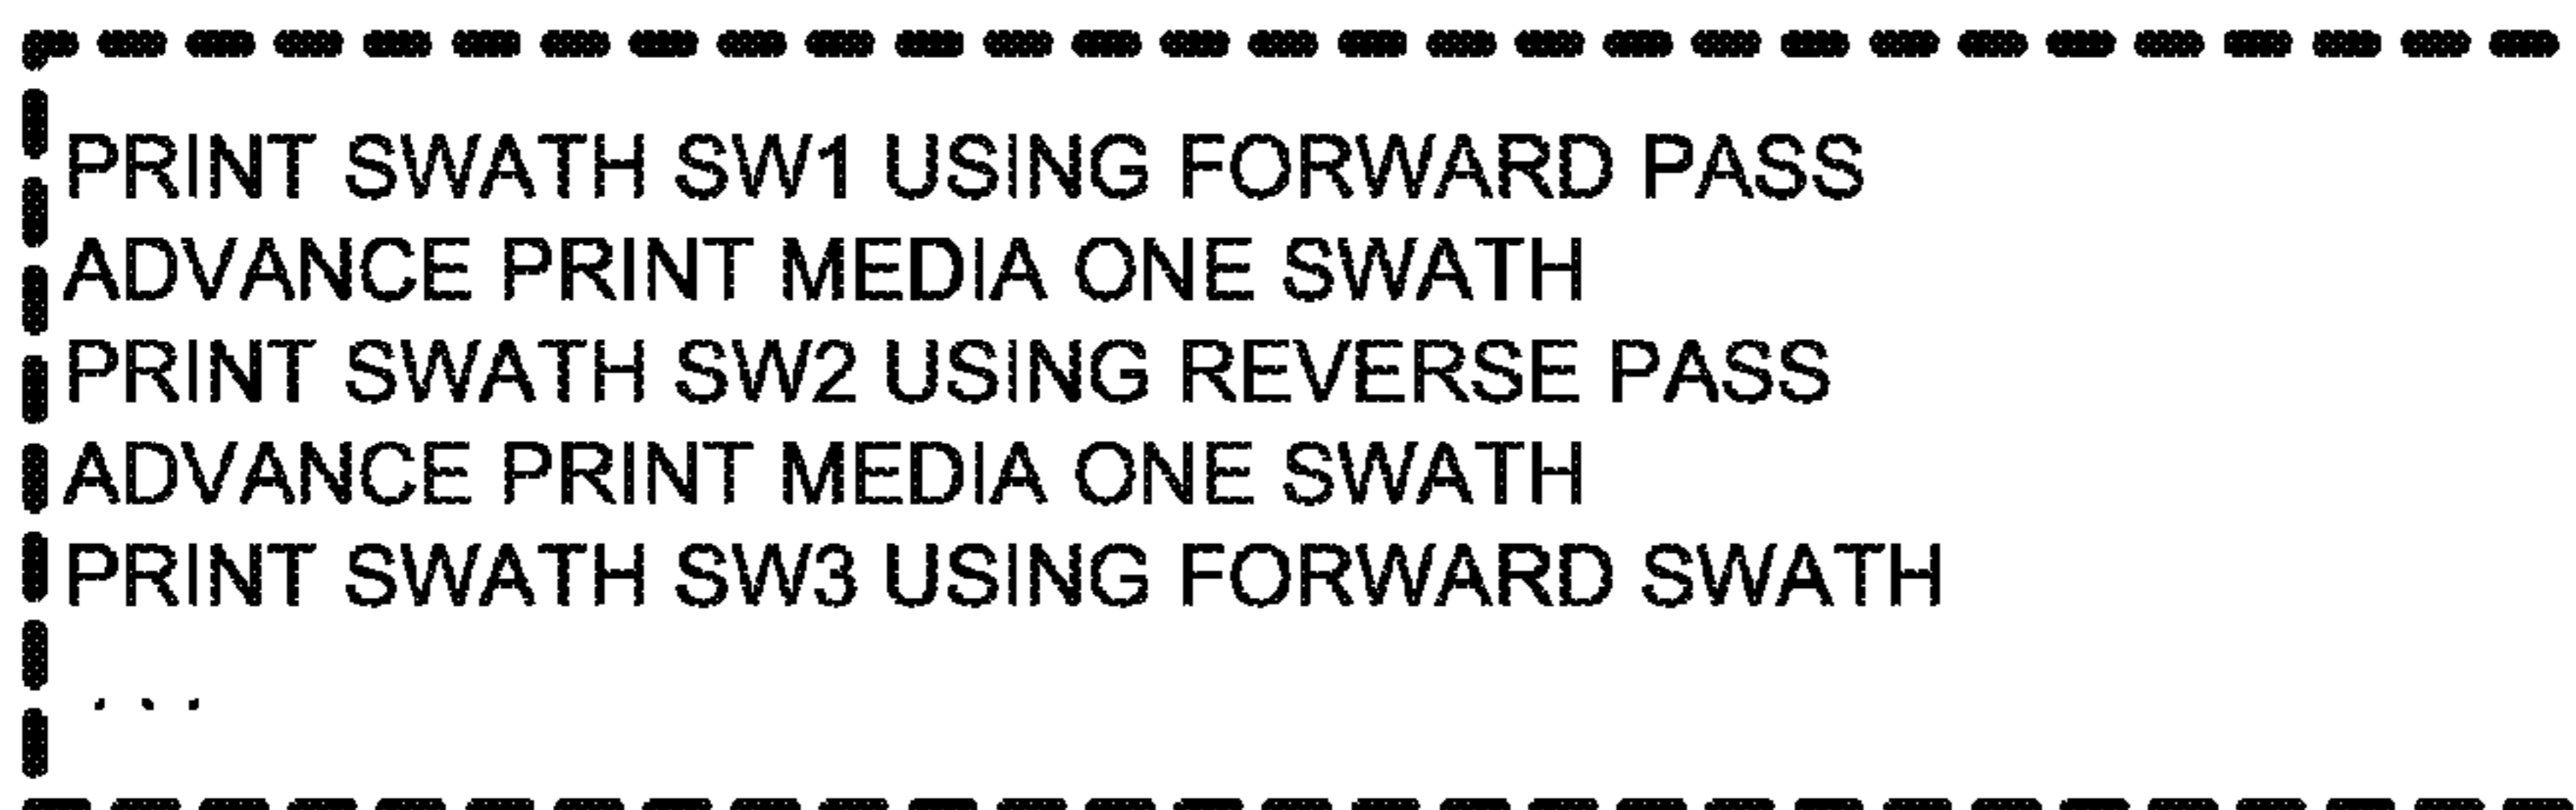 PRINT SWATH SW1 USING FORWARD PASS
ADVANCE PRINT MEDIA ONE SWATH
PRINT SWATH SW2 USING REVERSE PASS
ADVANCE PRINT MEDIA ONE SWATH
PRINT SWATH SW3 USING FORWARD SWATH
. . .